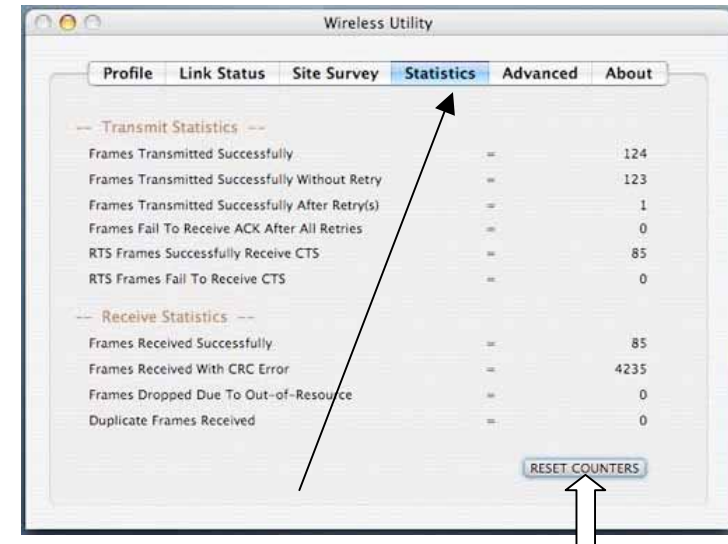 Wireless Utility
Profile Link Status Site Survey Statistics Advanced About
-- Transmit Statistics --
Frames Transmitted Successfully = 124
Frames Transmitted Successfully Without Retry = 123
Frames Transmitted Successfully After Retry(s) = 1
Frames Fail To Receive ACK After All Retries = 0
RTS Frames Successfully Receive CTS = 85
RTS Frames Fail To Receive CTS = 0
-- Receive Statistics --
Frames Received Successfully = 85
Frames Received With CRC Error = 4235
Frames Dropped Due To Out-of-Resource = 0
Duplicate Frames Received = 0
RESET COUNTERS